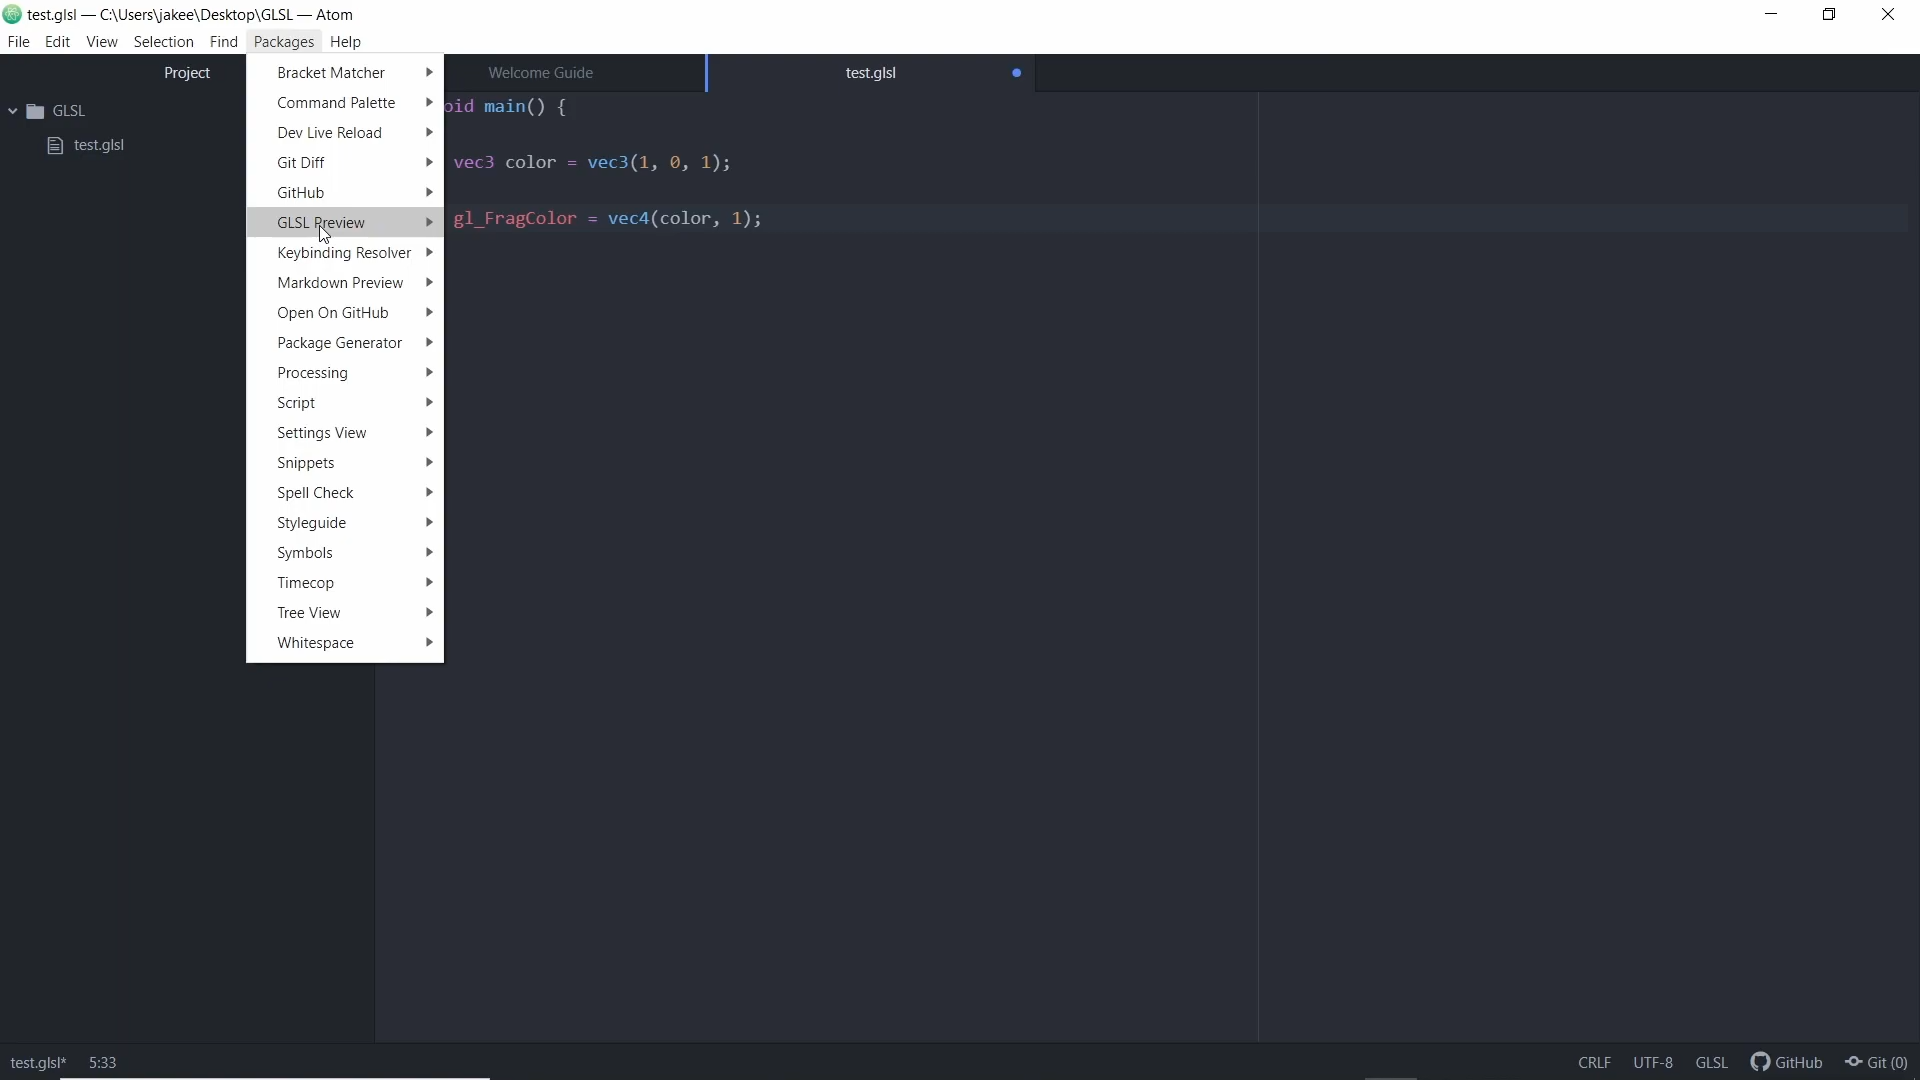 test.glsl — C:\Users\jakee\Desktop\GLSL — Atom
File Edit View Selection Find Packages Help
Project
Welcome Guide
test.glsl
GLSL
test.glsl
Bracket Matcher
Command Palette
Dev Live Reload
Git Diff
GitHub
GLSL Preview
Keybinding Resolver
Markdown Preview
Open On GitHub
Package Generator
Processing
Script
Settings View
Snippets
Spell Check
Styleguide
Symbols
Timecop
Tree View
Whitespace
oid main() {
vec3 color = vec3(1, 0, 1);
gl_FragColor = vec4(color, 1);
test.glsl* 5:33 CRLF UTF-8 GLSL GitHub Git (0)